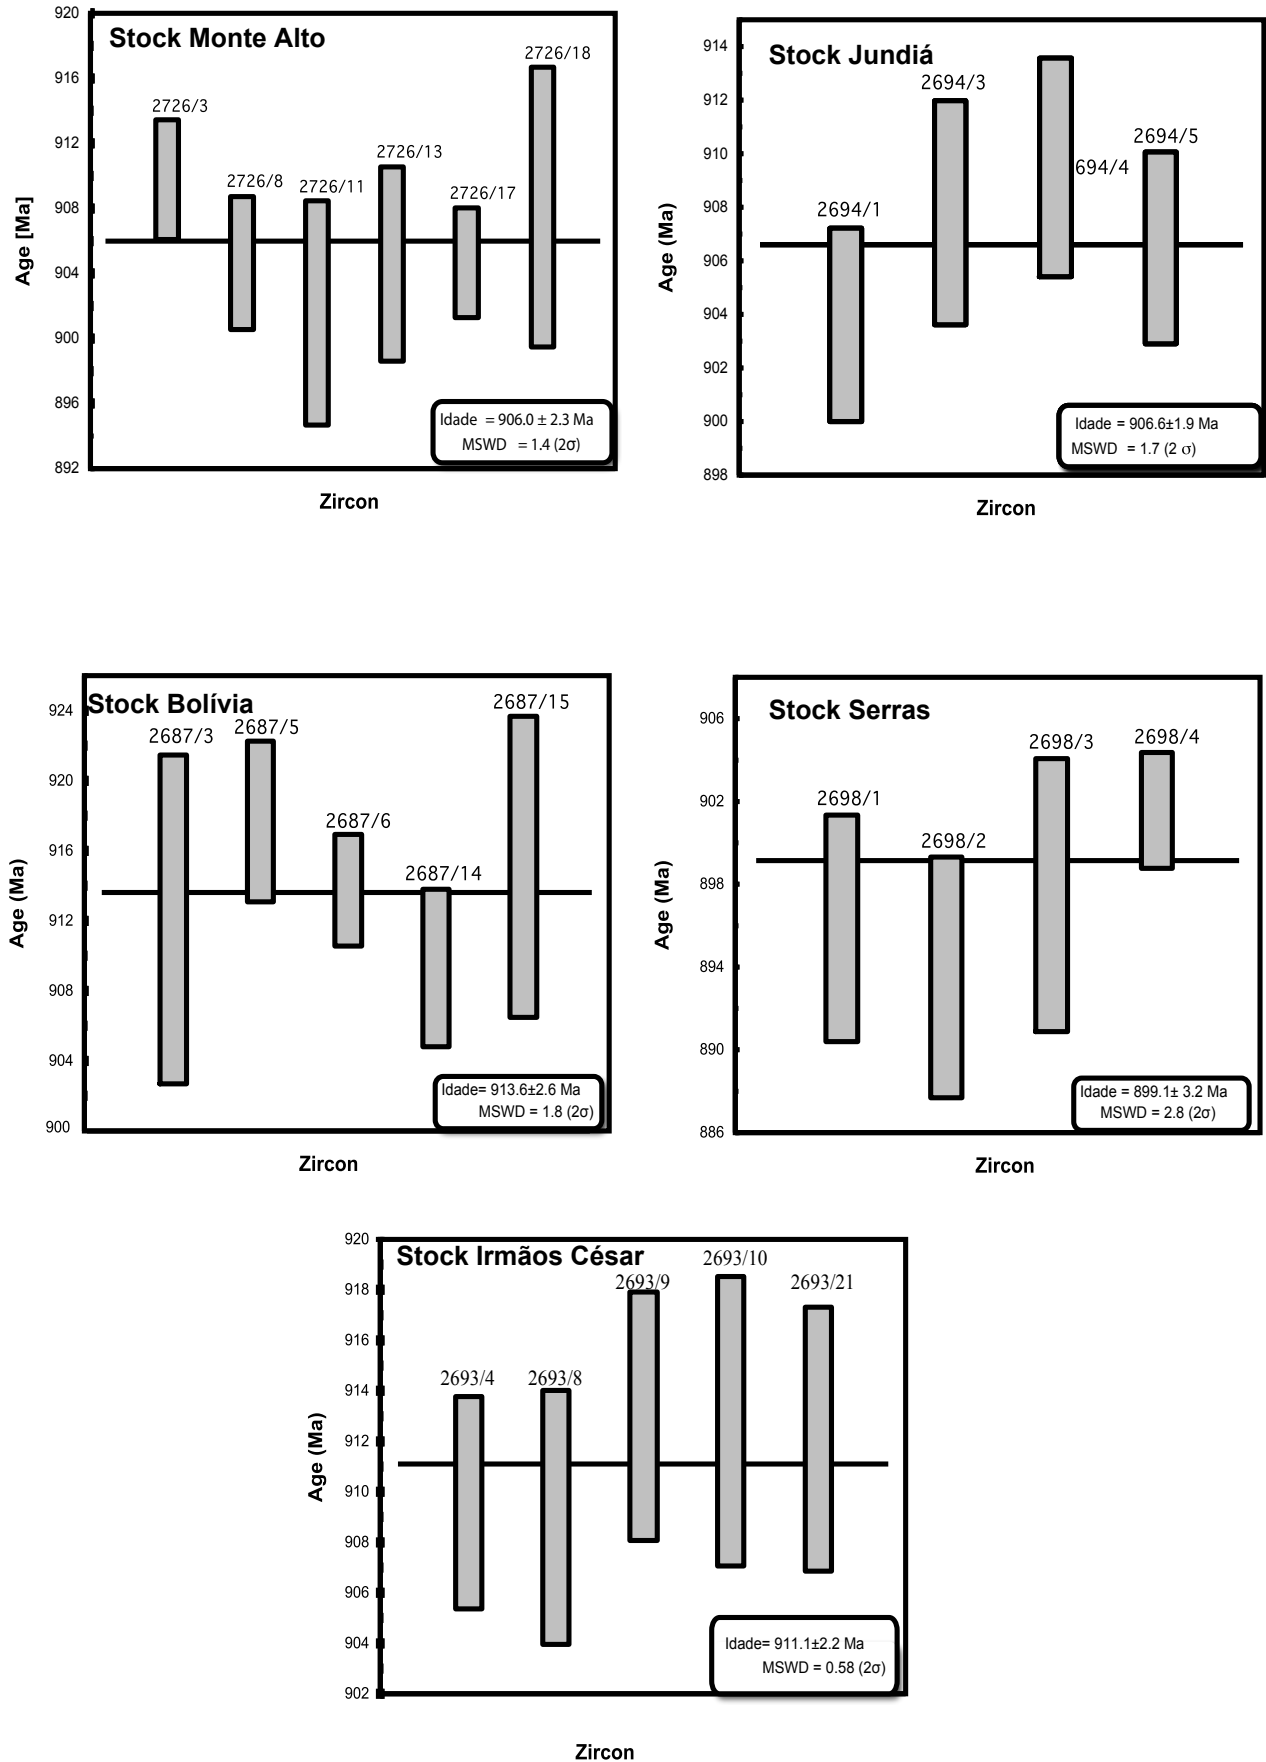 Stock Monte Alto
920
916
912
908
904
900
896
892
Age [Ma]
2726/3
2726/8
2726/11
2726/13
2726/17
2726/18
Idade = 906.0 ± 2.3 Ma
MSWD = 1.4 (2σ)
Zircon
Stock Jundiá
914
912
910
908
906
904
902
900
898
Age (Ma)
2694/1
2694/3
694/4
2694/5
Idade = 906.6±1.9 Ma
MSWD = 1.7 (2 σ)
Zircon
Stock Bolívia
924
920
916
912
908
904
900
Age (Ma)
2687/3
2687/5
2687/6
2687/14
2687/15
Idade= 913.6±2.6 Ma
MSWD = 1.8 (2σ)
Zircon
Stock Serras
906
902
898
894
890
886
Age (Ma)
2698/1
2698/2
2698/3
2698/4
Idade = 899.1± 3.2 Ma
MSWD = 2.8 (2σ)
Zircon
Stock Irmãos César
920
918
916
914
912
910
908
906
904
902
Age (Ma)
2693/4
2693/8
2693/9
2693/10
2693/21
Idade= 911.1±2.2 Ma
MSWD = 0.58 (2σ)
Zircon